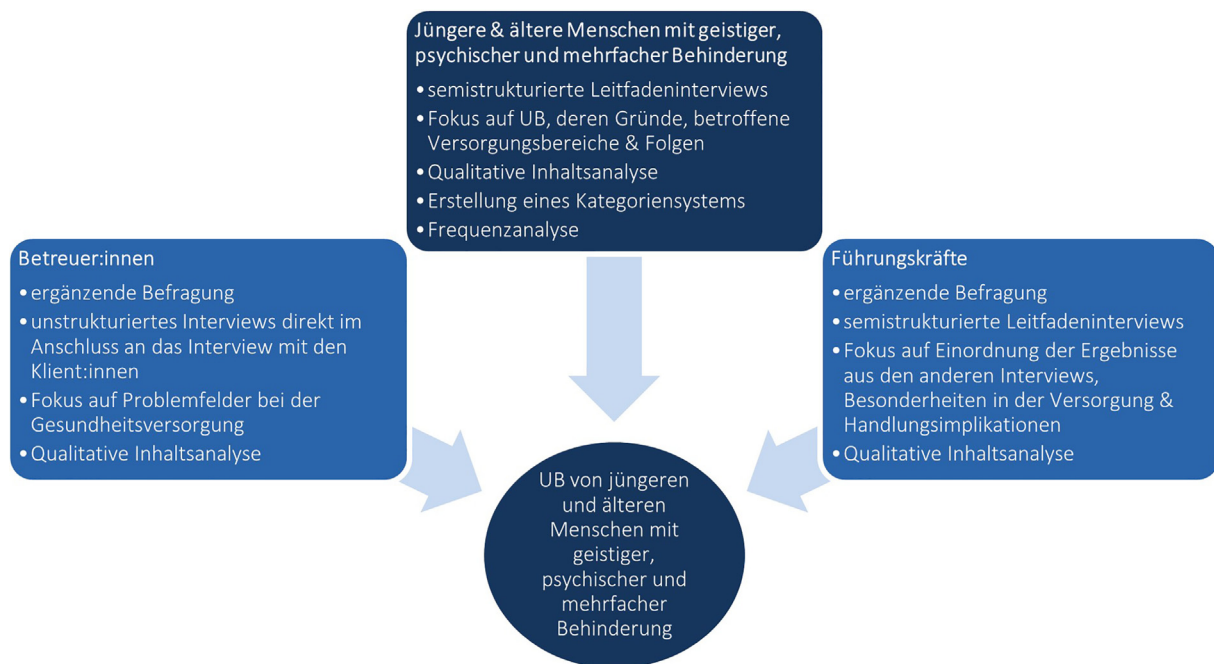 Jüngere & ältere Menschen mit geistiger,
psychischer und mehrfacher Behinderung
•semistrukturierte Leitfadeninterviews
•Fokus auf UB, deren Gründe, betroffene
Versorgungsbereiche & Folgen
•Qualitative Inhaltsanalyse
•Erstellung eines Kategoriensystems
•Frequenzanalyse
Betreuer:innen
•ergänzende Befragung
•unstrukturiertes Interviews direkt im
Anschluss an das Interview mit den
Klient:innen
•Fokus auf Problemfelder bei der
Gesundheitsversorgung
•Qualitative Inhaltsanalyse
Führungskräfte
•ergänzende Befragung
•semistrukturierte Leitfadeninterviews
•Fokus auf Einordnung der Ergebnisse
aus den anderen Interviews,
Besonderheiten in der Versorgung &
Handlungsimplikationen
•Qualitative Inhaltsanalyse
UB von jüngeren
und älteren
Menschen mit
geistiger,
psychischer und
mehrfacher
Behinderung